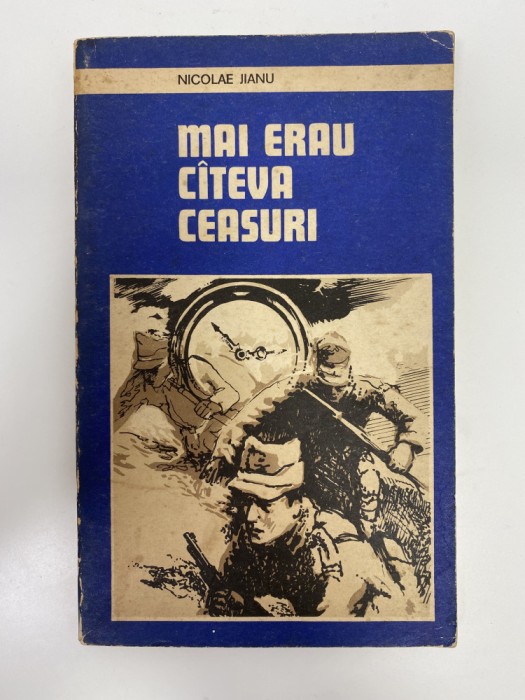 NICOLAE JIANU
MAI ERAU
CÎTEVA
CEASURI